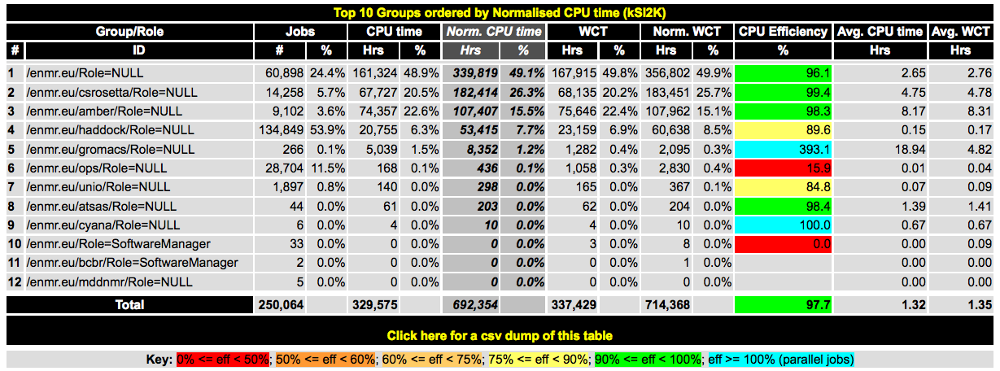 Top 10 Groups ordered by Normalised CPU time (kSI2K)
Group/Role Jobs CPU time Norm. CPU time WCT Norm. WCT CPU Efficiency Avg. CPU time Avg. WCT
# ID # % Hrs % Hrs % Hrs % Hrs % % Hrs Hrs
1 /enmr.eu/Role=NULL 60,898 24.4% 161,324 48.9% 339,819 49.1% 167,915 49.8% 356,802 49.9% 96.1 2.65 2.76
2 /enmr.eu/csrosetta/Role=NULL 14,258 5.7% 67,727 20.5% 182,414 26.3% 68,135 20.2% 183,451 25.7% 99.4 4.75 4.78
3 /enmr.eu/amber/Role=NULL 9,102 3.6% 74,357 22.6% 107,407 15.5% 75,646 22.4% 107,962 15.1% 98.3 8.17 8.31
4 /enmr.eu/haddock/Role=NULL 134,849 53.9% 20,755 6.3% 53,415 7.7% 23,159 6.9% 60,638 8.5% 89.6 0.15 0.17
5 /enmr.eu/gromacs/Role=NULL 266 0.1% 5,039 1.5% 8,352 1.2% 1,282 0.4% 2,095 0.3% 393.1 18.94 4.82
6 /enmr.eu/ops/Role=NULL 28,704 11.5% 168 0.1% 436 0.1% 1,058 0.3% 2,830 0.4% 15.9 0.01 0.04
7 /enmr.eu/unio/Role=NULL 1,897 0.8% 140 0.0% 298 0.0% 165 0.0% 367 0.1% 84.8 0.07 0.09
8 /enmr.eu/atsas/Role=NULL 44 0.0% 61 0.0% 203 0.0% 62 0.0% 204 0.0% 98.4 1.39 1.41
9 /enmr.eu/cyana/Role=NULL 6 0.0% 4 0.0% 10 0.0% 4 0.0% 10 0.0% 100.0 0.67 0.67
10 /enmr.eu/Role=SoftwareManager 33 0.0% 0 0.0% 0 0.0% 3 0.0% 8 0.0% 0.0 0.00 0.09
11 /enmr.eu/bcbr/Role=SoftwareManager 2 0.0% 0 0.0% 0 0.0% 0 0.0% 1 0.0% 0.00 0.00
12 /enmr.eu/mddnmr/Role=NULL 5 0.0% 0 0.0% 0 0.0% 0 0.0% 0 0.0% 0.00 0.00
Total 250,064 329,575 692,354 337,429 714,368 97.7 1.32 1.35
Click here for a csv dump of this table
Key: 0% <= eff < 50%; 50% <= eff < 60%; 60% <= eff < 75%; 75% <= eff < 90%; 90% <= eff < 100%; eff >= 100% (parallel jobs)